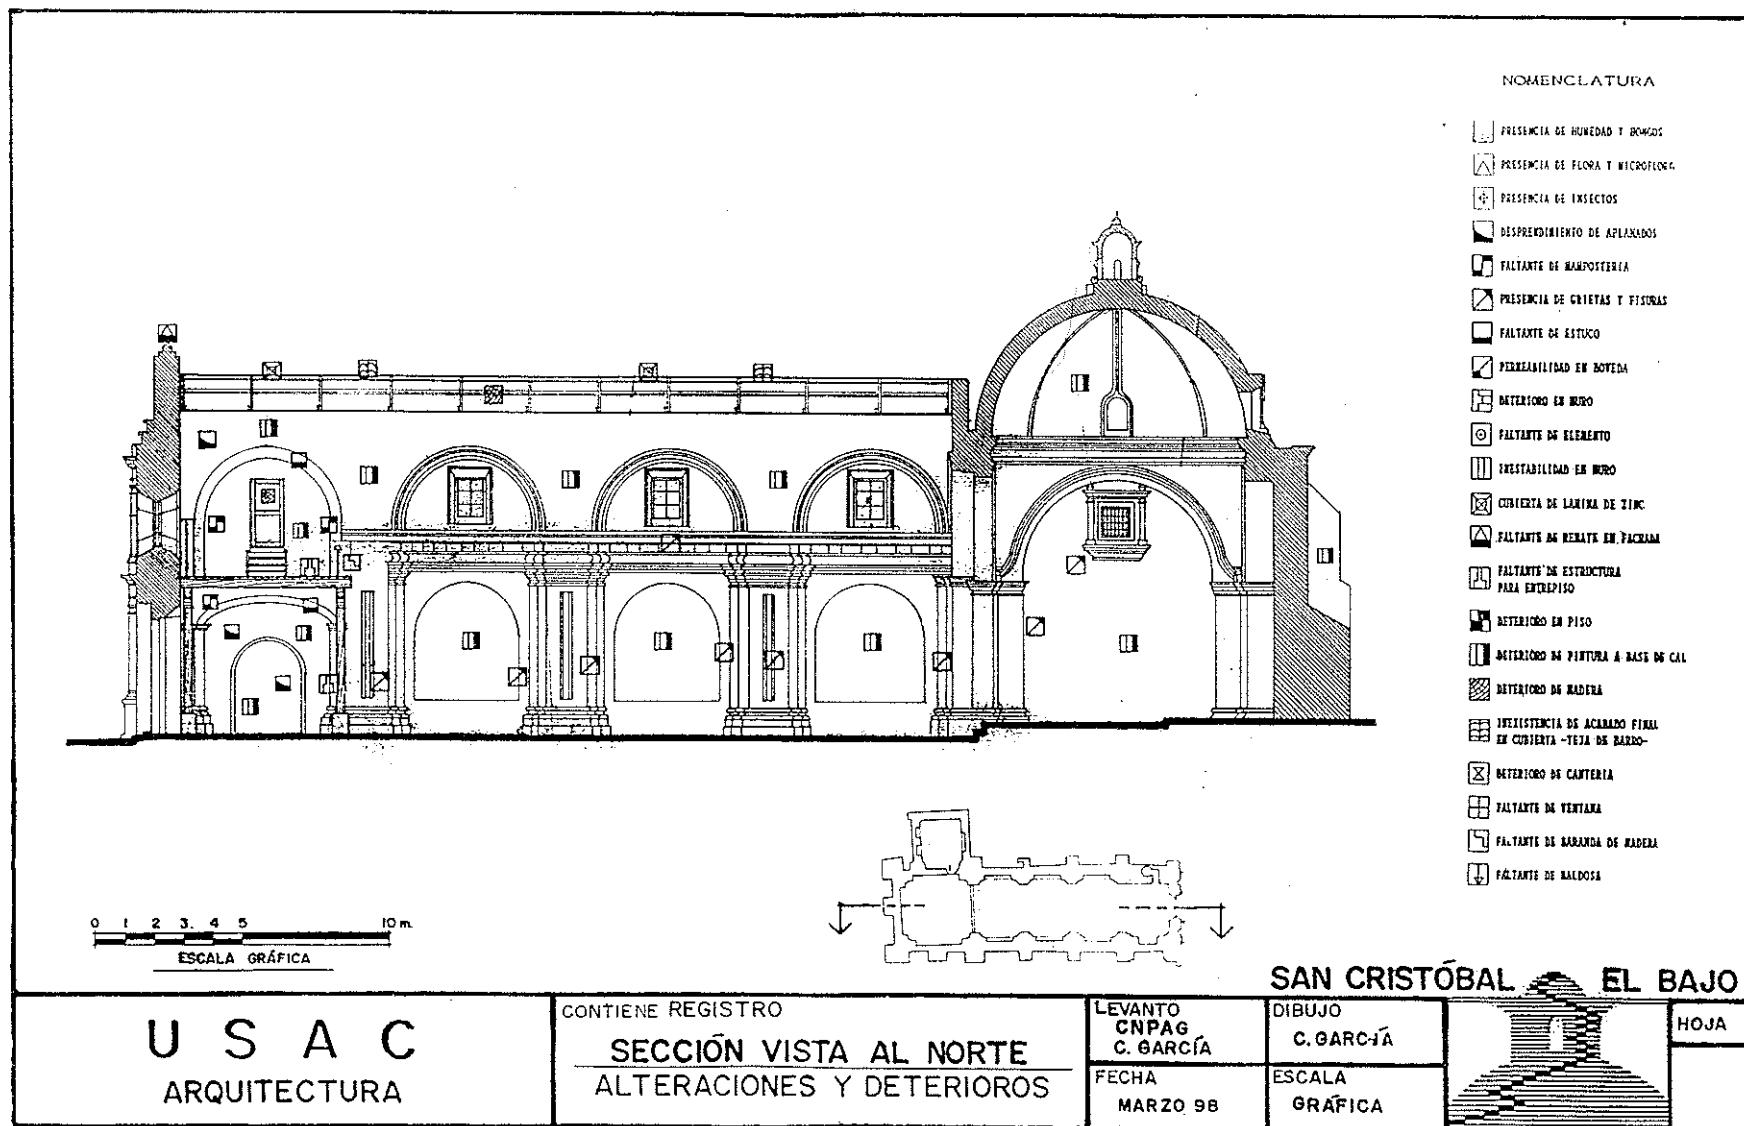 NOMENCLATURA
PRESENCIA DE HUMEDAD Y HONGOS
PRESENCIA DE FLORA Y MICROFLORA
PRESENCIA DE INSECTOS
DESPRENDIMIENTO DE APLANADOS
FALTANTE DE MAMPOSTERIA
PRESENCIA DE GRIETAS Y FISURAS
FALTANTE DE ESTUCO
PERMEABILIDAD EN BOVEDA
DETERIORO EN MURO
FALTANTE DE ELEMENTO
INESTABILIDAD EN MURO
CUBIERTA DE LAMINA DE ZINC
FALTANTE DE REMATE EN FACHADA
FALTANTE DE ESTRUCTURA
PARA ENTREPISO
DETERIORO EN PISO
DETERIORO DE PINTURA A BASE DE CAL
DETERIORO DE MADERA
INEXISTENCIA DE ACABADO FINAL
EN CUBIERTA -TEJA DE BARRO-
DETERIORO DE CANTERIA
FALTANTE DE VENTANA
FALTANTE DE BARANDA DE MADERA
FALTANTE DE BALDOSA
0 1 2 3. 4 5 10 m.
ESCALA GRÁFICA
SAN CRISTÓBAL EL BAJO
USAC
ARQUITECTURA
CONTIENE REGISTRO
SECCIÓN VISTA AL NORTE
ALTERACIONES Y DETERIOROS
LEVANTO
CNPAG
C. GARCÍA
DIBUJO
C. GARCÍA
FECHA
MARZO 98
ESCALA
GRÁFICA
HOJA